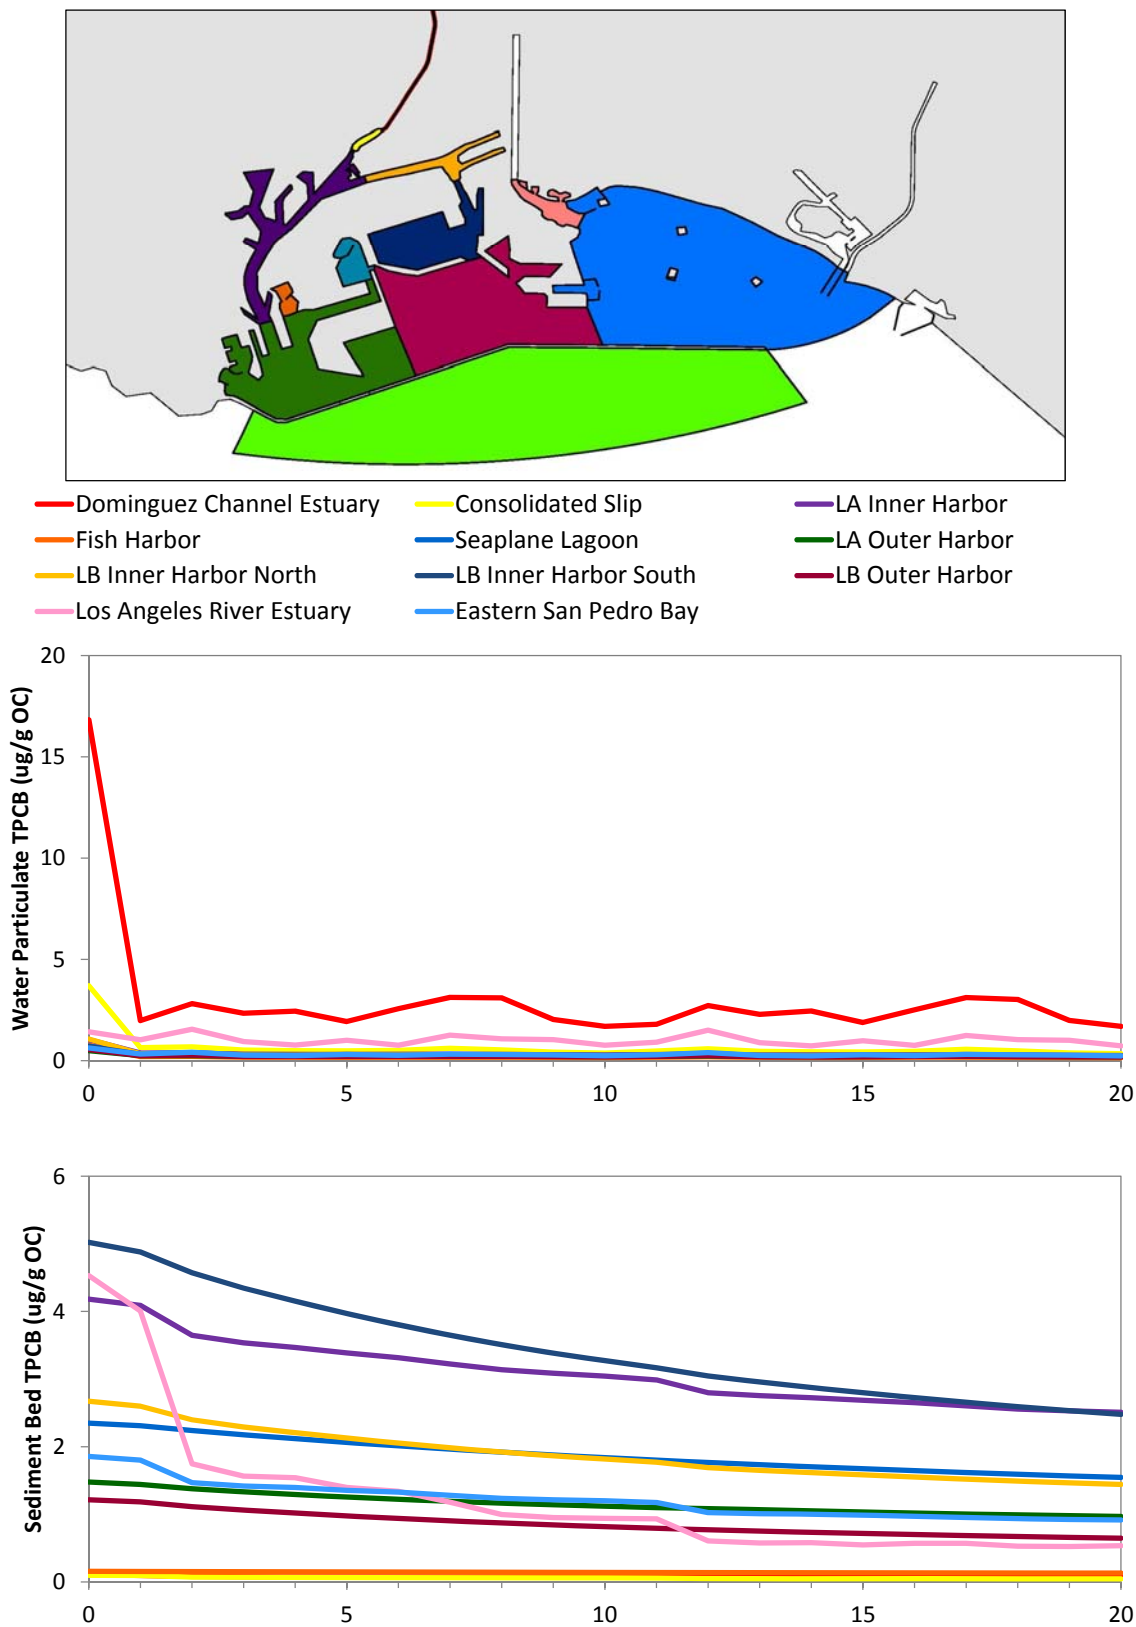 Dominguez Channel Estuary Consolidated Slip LA Inner Harbor
Fish Harbor Seaplane Lagoon LA Outer Harbor
LB Inner Harbor North LB Inner Harbor South LB Outer Harbor
Los Angeles River Estuary Eastern San Pedro Bay
Water Particulate TPCB (ug/g OC)
20
15
10
5
0
0 5 10 15 20
Sediment Bed TPCB (ug/g OC)
6
4
2
0
0 5 10 15 20